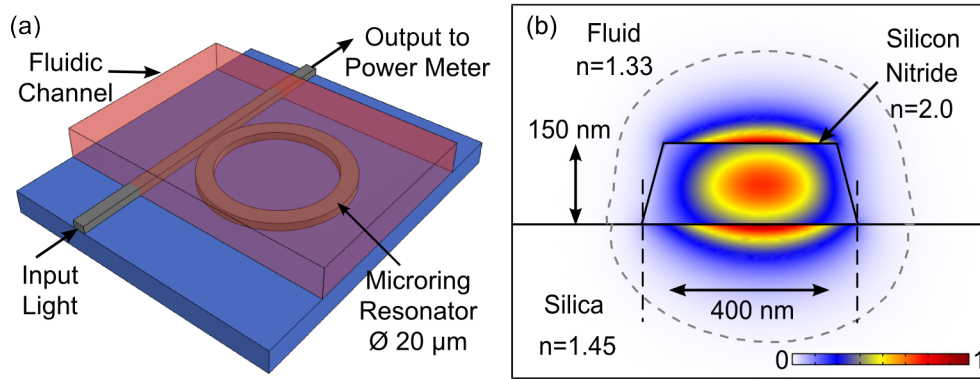 (a)
Fluidic
Channel
Output to
Power Meter
Input
Light
Microring
Resonator
Ø 20 µm
(b)
Fluid
n=1.33
Silicon
Nitride
n=2.0
150 nm
400 nm
Silica
n=1.45
0
1